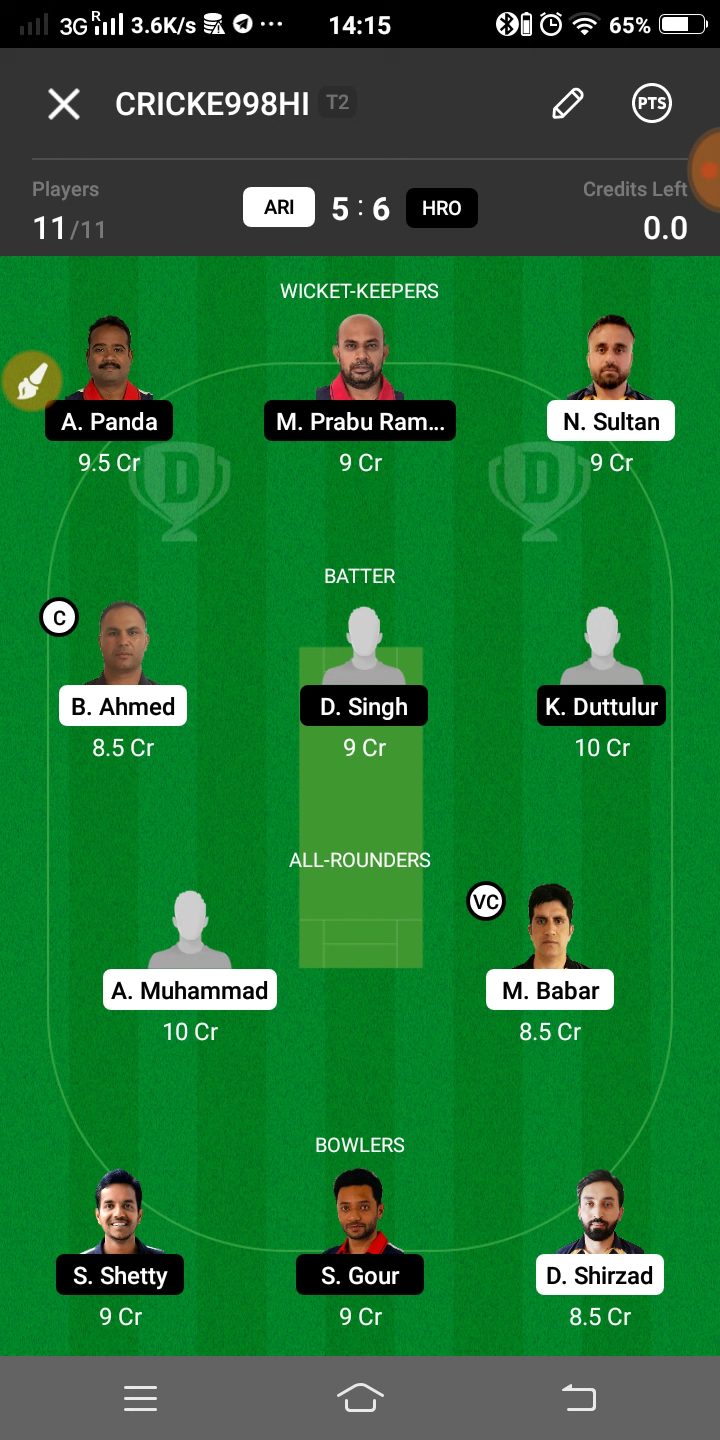 3G R 3.6K/s ... 14:15 65%
CRICKE998HI T2 PTS
Players Credits Left
11/11 ARI 5 : 6 HRO 0.0
WICKET-KEEPERS
A. Panda M. Prabu Ram... N. Sultan
9.5 Cr 9 Cr 9 Cr
D D
BATTER
C
B. Ahmed D. Singh K. Duttulur
8.5 Cr 9 Cr 10 Cr
ALL-ROUNDERS
VC
A. Muhammad M. Babar
10 Cr 8.5 Cr
BOWLERS
S. Shetty S. Gour D. Shirzad
9 Cr 9 Cr 8.5 Cr